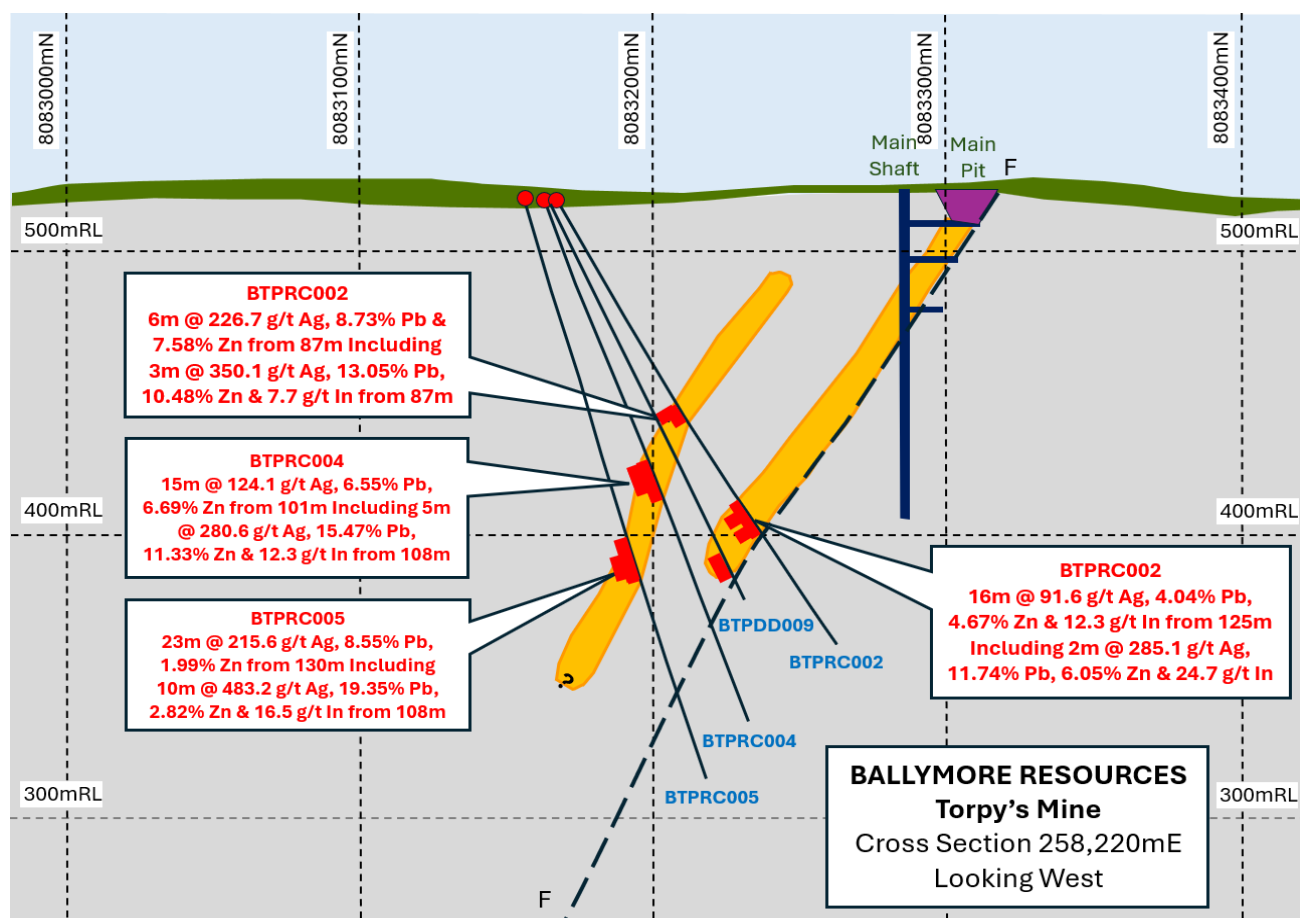 8083000mN
8083100mN
8083200mN
8083300mN
8083400mN
Main
Shaft
Main
Pit
F
500mRL
500mRL
BTPRC002
6m @ 226.7 g/t Ag, 8.73% Pb &
7.58% Zn from 87m Including
3m @ 350.1 g/t Ag, 13.05% Pb,
10.48% Zn & 7.7 g/t In from 87m
BTPRC004
15m @ 124.1 g/t Ag, 6.55% Pb,
6.69% Zn from 101m Including 5m
@ 280.6 g/t Ag, 15.47% Pb,
11.33% Zn & 12.3 g/t In from 108m
400mRL
400mRL
BTPRC005
23m @ 215.6 g/t Ag, 8.55% Pb,
1.99% Zn from 130m Including
10m @ 483.2 g/t Ag, 19.35% Pb,
2.82% Zn & 16.5 g/t In from 108m
BTPRC002
16m @ 91.6 g/t Ag, 4.04% Pb,
4.67% Zn & 12.3 g/t In from 125m
Including 2m @ 285.1 g/t Ag,
11.74% Pb, 6.05% Zn & 24.7 g/t In
?
BTPDD009
BTPRC002
BTPRC004
BTPRC005
300mRL
300mRL
BALLYMORE RESOURCES
Torpy's Mine
Cross Section 258,220mE
Looking West
F